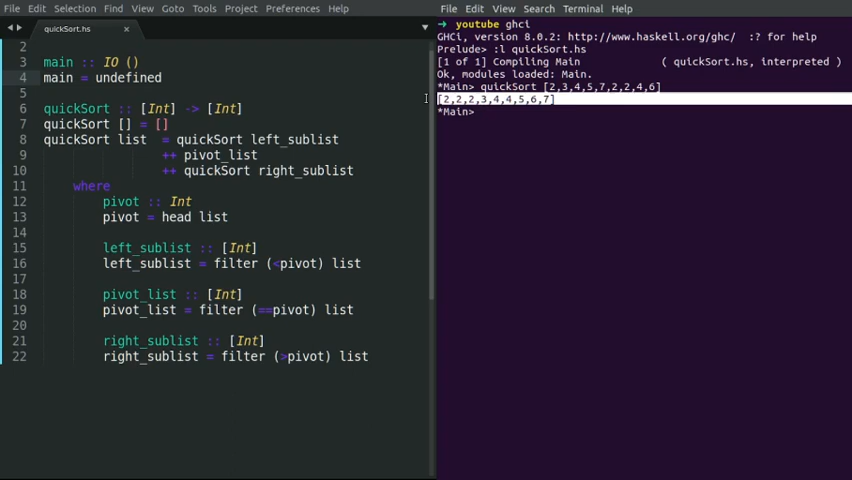 File Edit Selection Find View Goto Tools Project Preferences Help
quickSort.hs ×
2
3 main :: IO ()
4 main = undefined
5
6 quickSort :: [Int] -> [Int]
7 quickSort [] = []
8 quickSort list  = quickSort left_sublist
9 ++ pivot_list
10 ++ quickSort right_sublist
11 where
12 pivot :: Int
13 pivot = head list
14
15 left_sublist :: [Int]
16 left_sublist = filter (<pivot) list
17
18 pivot_list :: [Int]
19 pivot_list = filter (==pivot) list
20
21 right_sublist :: [Int]
22 right_sublist = filter (>pivot) list
File Edit View Search Terminal Help
➜ youtube ghci
GHCi, version 8.0.2: http://www.haskell.org/ghc/  :? for help
Prelude> :l quickSort.hs
[1 of 1] Compiling Main ( quickSort.hs, interpreted )
Ok, modules loaded: Main.
*Main> quickSort [2,3,4,5,7,2,2,4,6]
[2,2,2,3,4,4,5,6,7]
*Main>